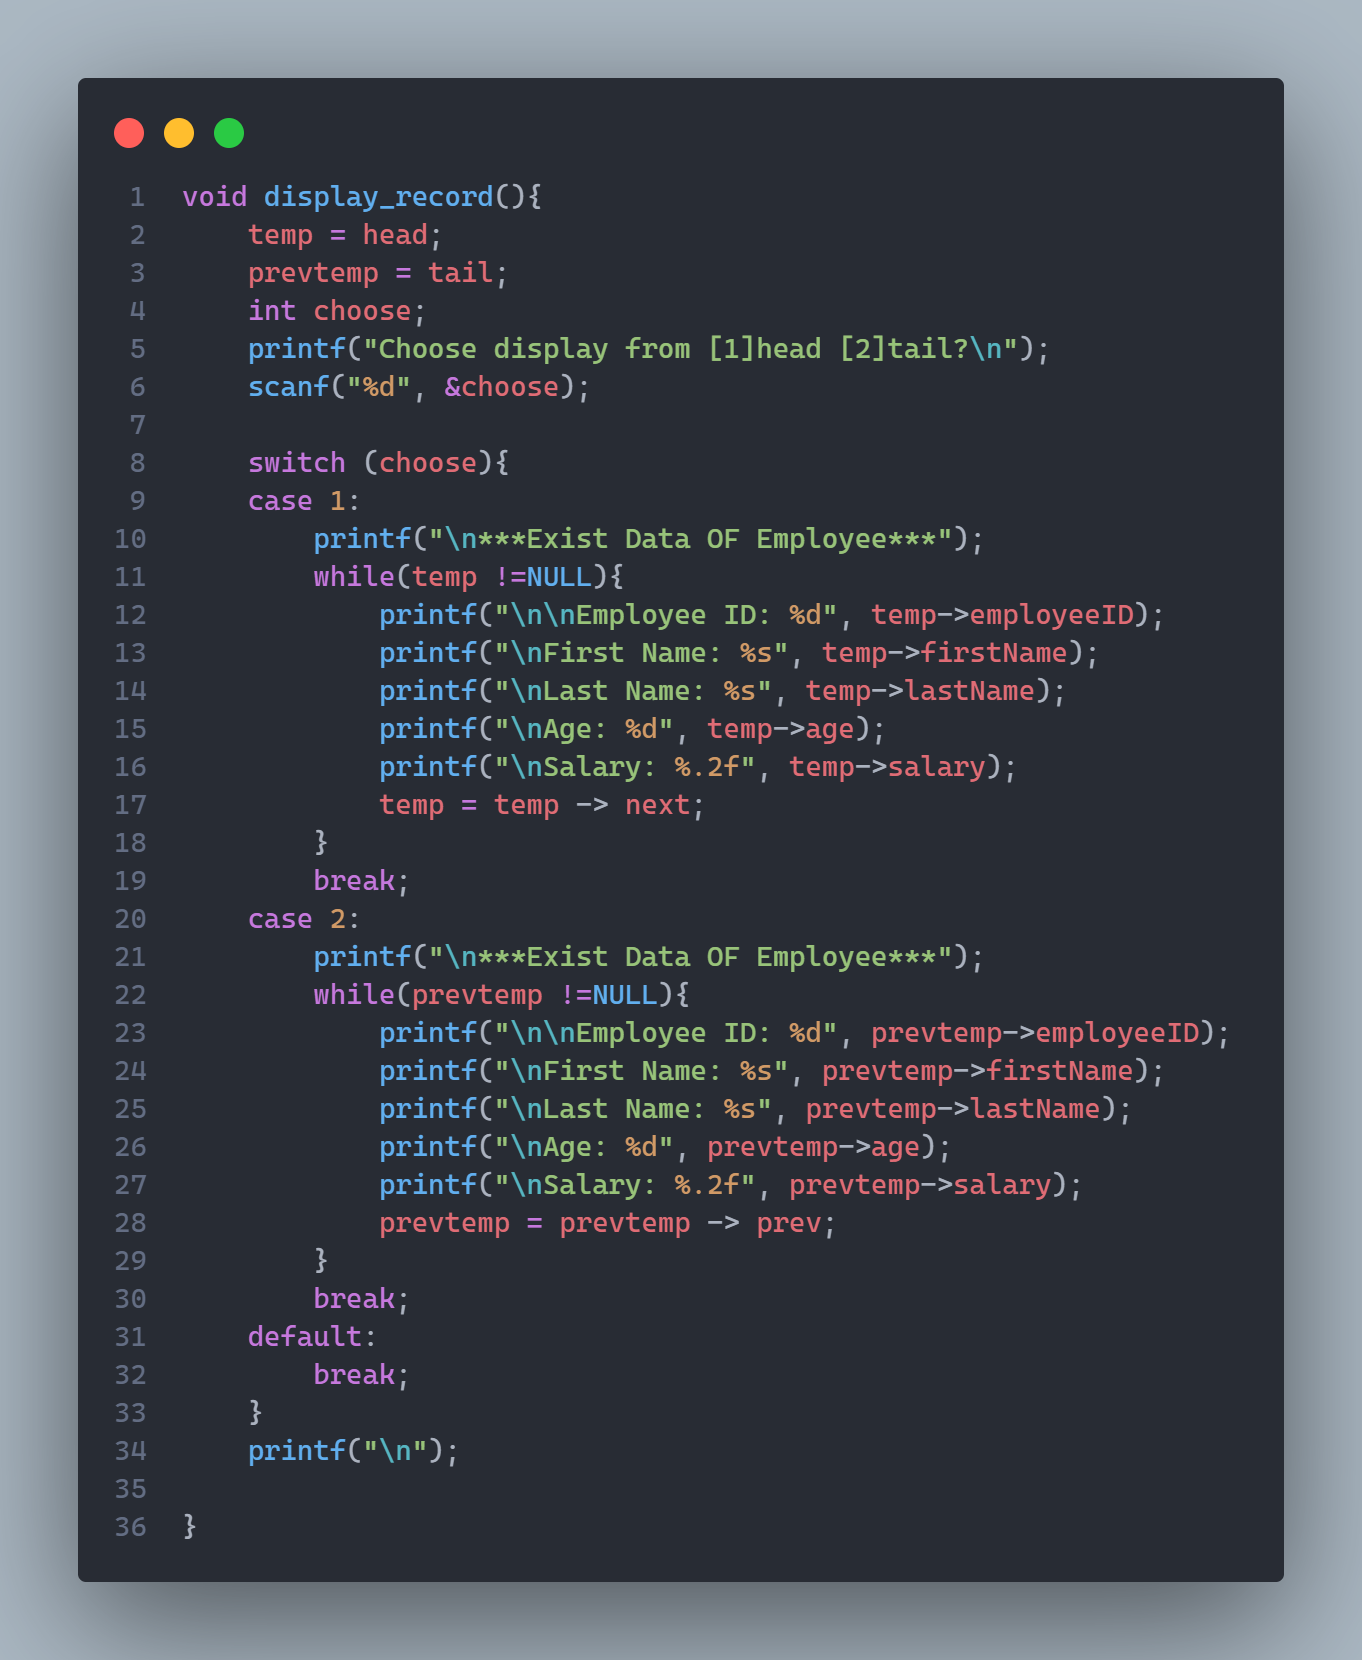 1 void display_record(){
2     temp = head;
3     prevtemp = tail;
4     int choose;
5     printf("Choose display from [1]head [2]tail?\n");
6     scanf("%d", &choose);
7
8     switch (choose){
9     case 1:
10         printf("\n***Exist Data OF Employee***");
11         while(temp !=NULL){
12             printf("\n\nEmployee ID: %d", temp->employeeID);
13             printf("\nFirst Name: %s", temp->firstName);
14             printf("\nLast Name: %s", temp->lastName);
15             printf("\nAge: %d", temp->age);
16             printf("\nSalary: %.2f", temp->salary);
17             temp = temp -> next;
18         }
19         break;
20     case 2:
21         printf("\n***Exist Data OF Employee***");
22         while(prevtemp !=NULL){
23             printf("\n\nEmployee ID: %d", prevtemp->employeeID);
24             printf("\nFirst Name: %s", prevtemp->firstName);
25             printf("\nLast Name: %s", prevtemp->lastName);
26             printf("\nAge: %d", prevtemp->age);
27             printf("\nSalary: %.2f", prevtemp->salary);
28             prevtemp = prevtemp -> prev;
29         }
30         break;
31     default:
32         break;
33     }
34     printf("\n");
35
36 }